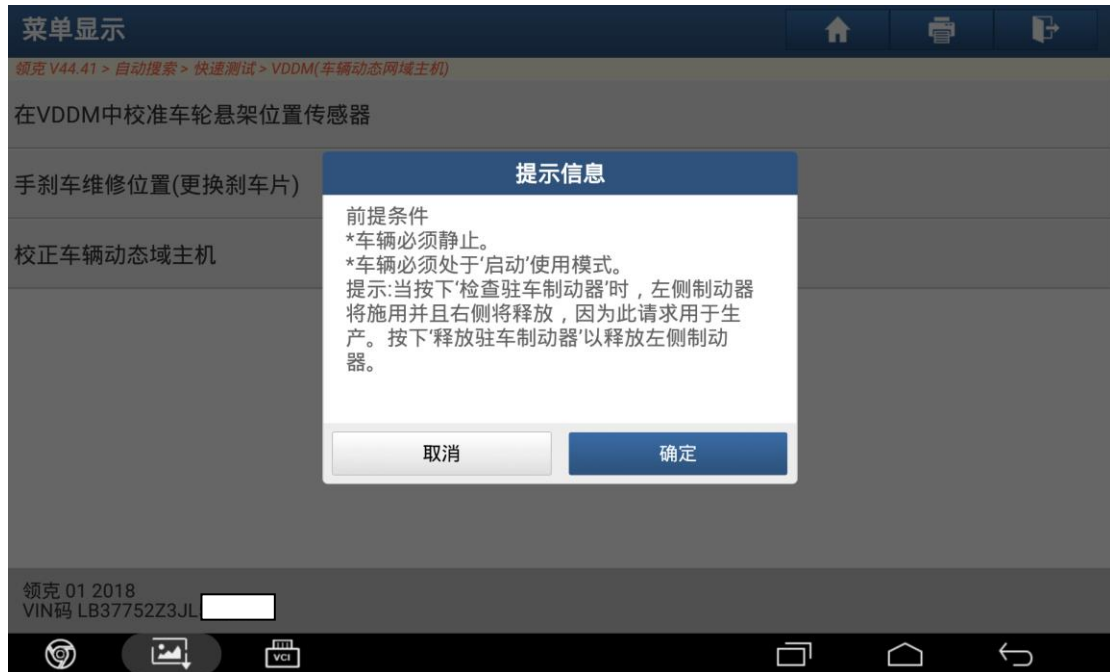 菜单显示
领克 V44.41 > 自动搜索 > 快速测试 > VDDM(车辆动态网域主机)
在VDDM中校准车轮悬架位置传感器
手刹车维修位置(更换刹车片)
校正车辆动态域主机
提示信息
前提条件
*车辆必须静止。
*车辆必须处于‘启动’使用模式。
提示:当按下‘检查驻车制动器’时，左侧制动器
将施用并且右侧将释放，因为此请求用于生
产。按下‘释放驻车制动器’以释放左侧制动
器。
取消
确定
领克 01 2018
VIN码 LB37752Z3JL
VCI